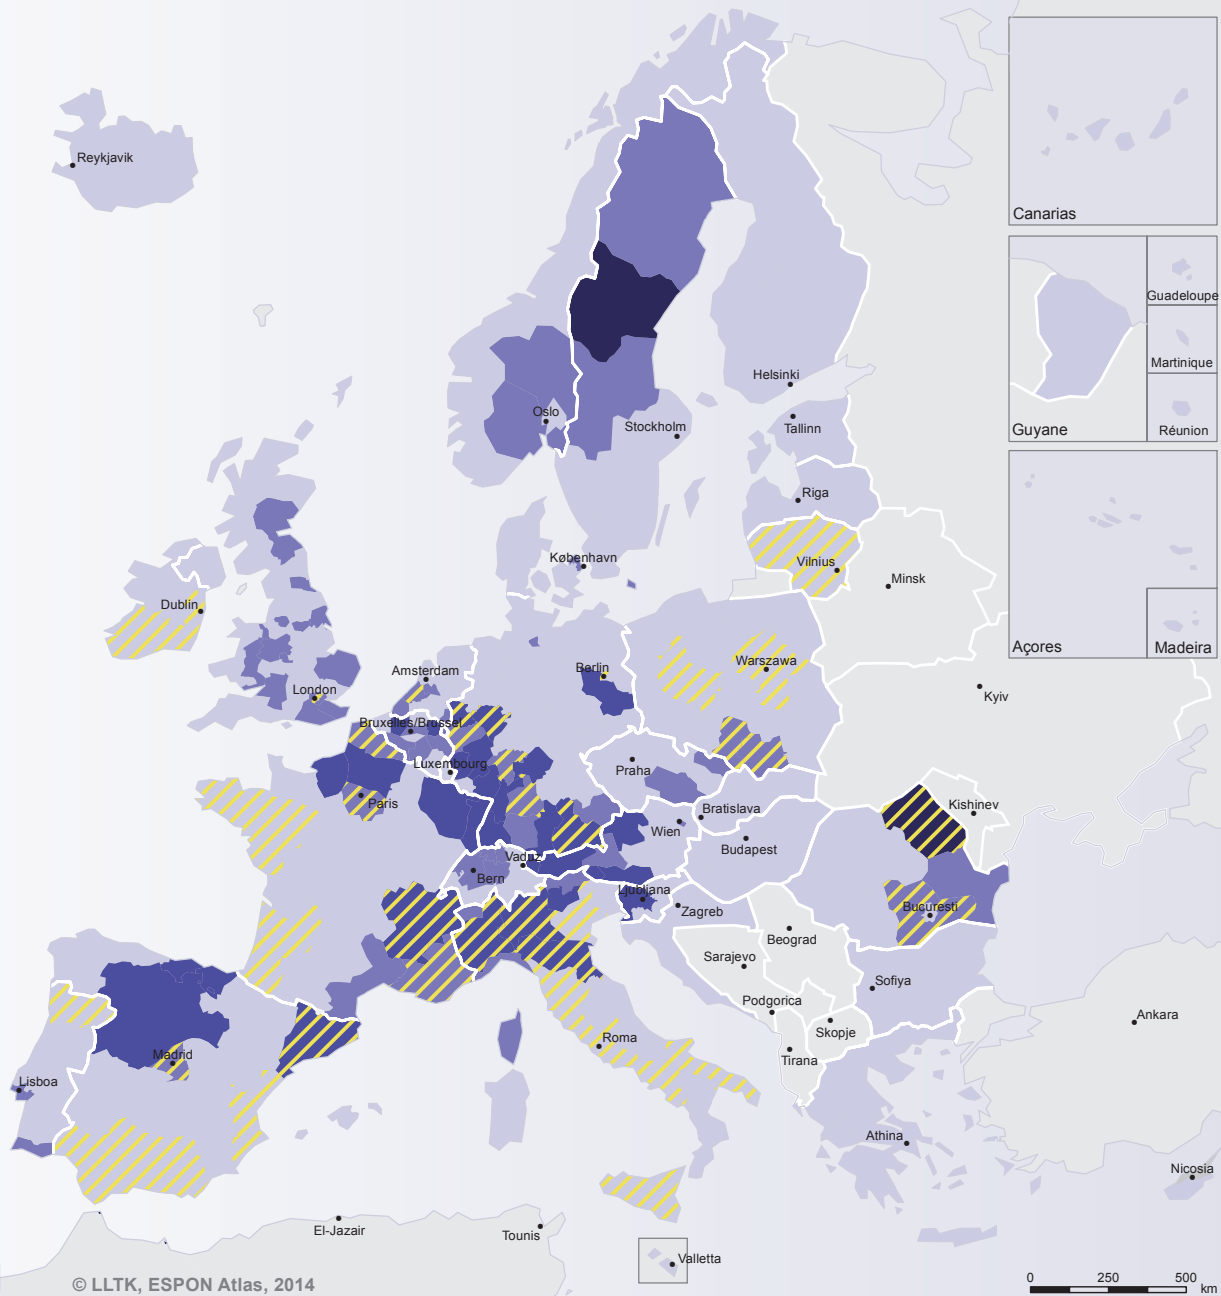 Reykjavik
Canarias
Guadeloupe
Martinique
Guyane
Réunion
Helsinki
Oslo
Tallinn
Stockholm
Riga
København
Vilnius
Minsk
Dublin
Açores
Madeira
Amsterdam
Berlin
Warszawa
London
Kyiv
Bruxelles/Brussel
Luxembourg
Praha
Paris
Bratislava
Kishinev
Wien
Budapest
Vaduz
Bern
Ljubljana
Zagreb
Bucuresti
Beograd
Sarajevo
Sofiya
Podgorica
Ankara
Skopje
Roma
Madrid
Tirana
Lisboa
Athina
Nicosia
El-Jazair
Tounis
Valletta
© LLTK, ESPON Atlas, 2014
0 250 500
km